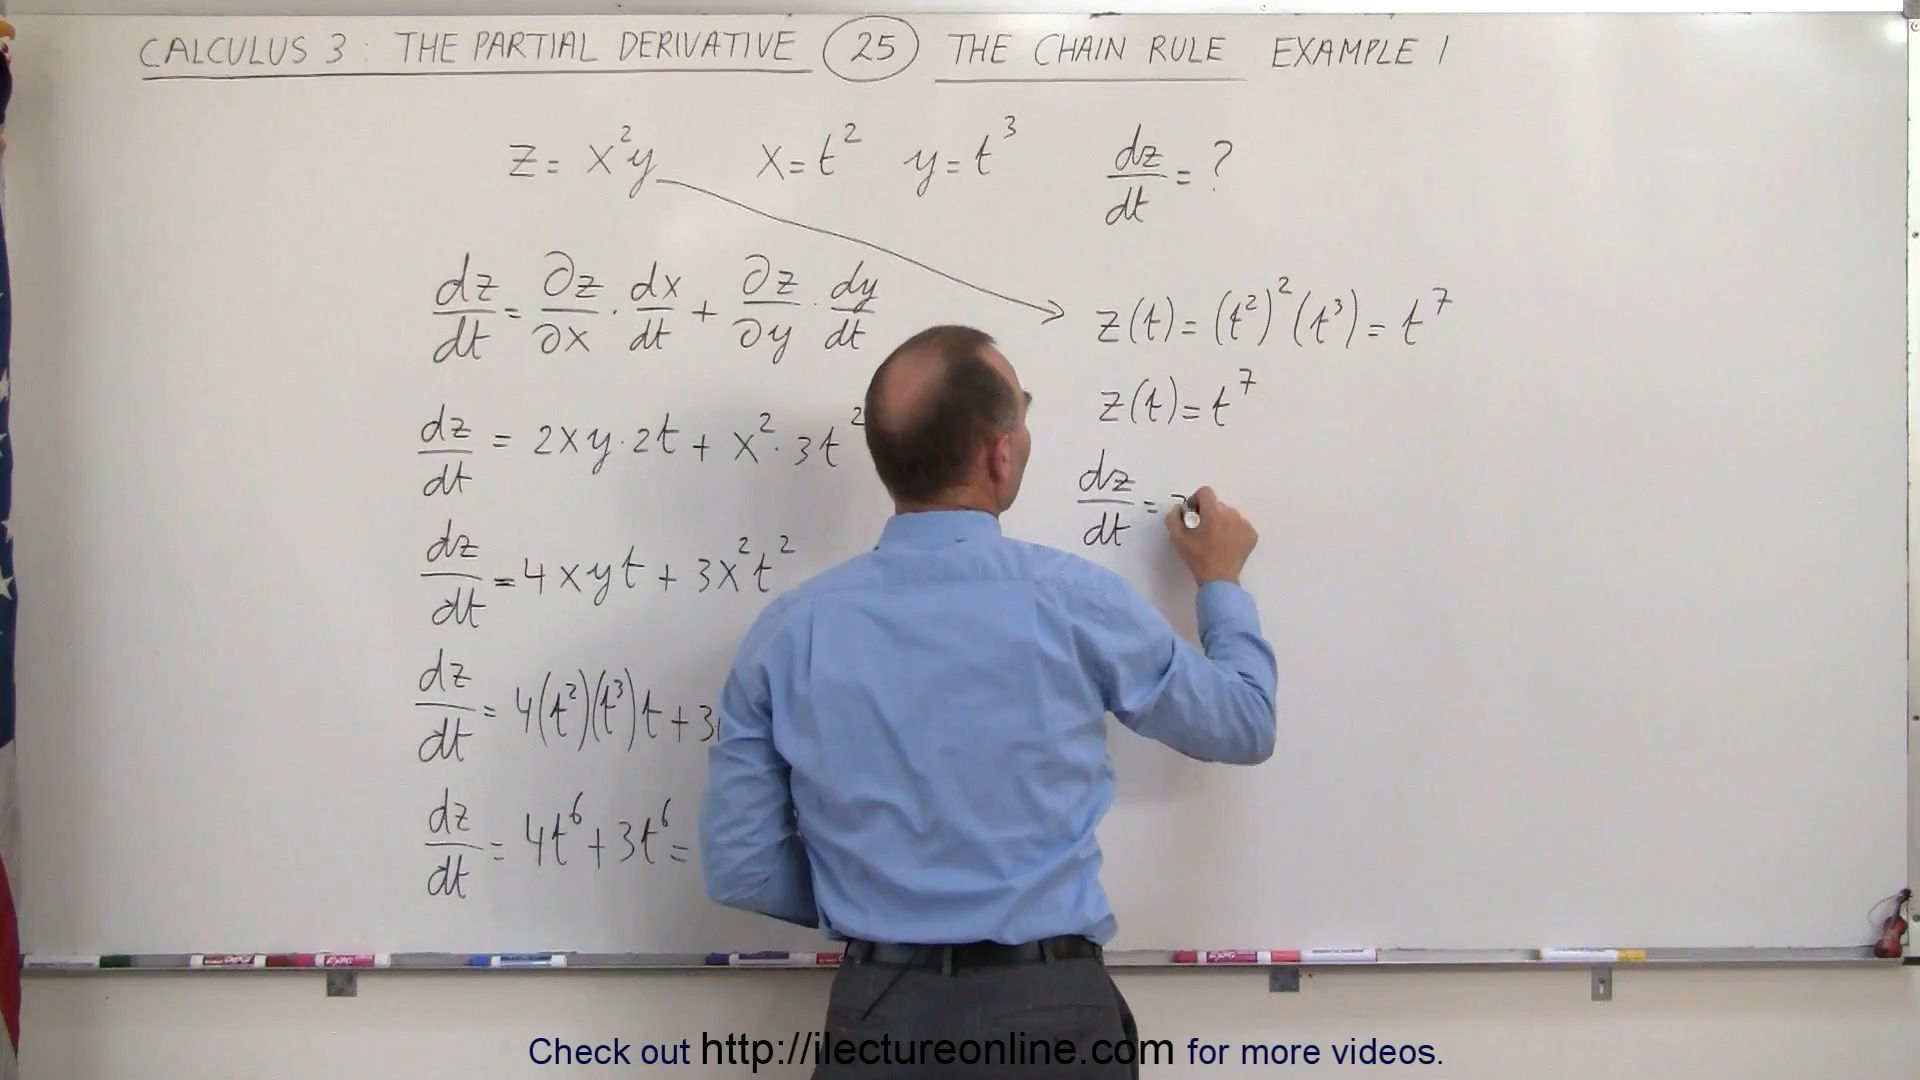 CALCULUS 3: THE PARTIAL DERIVATIVE 25 THE CHAIN RULE EXAMPLE 1
z = x²y x = t² y = t³ dz/dt = ?
dz/dt = ∂z/∂x · dx/dt + ∂z/∂y · dy/dt
dz/dt = 2xy · 2t + x² · 3t²
dz/dt = 4xyt + 3x²t²
dz/dt = 4(t²)(t³)t + 3(
dz/dt = 4t⁶ + 3t⁶ =
z(t) = (t²)²(t³) = t⁷
z(t) = t⁷
dz/dt =
Check out http://ilectureonline.com for more videos.